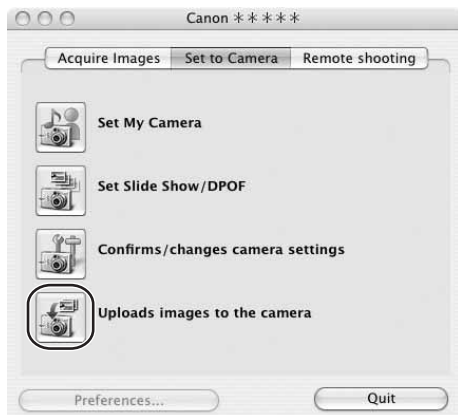 Canon *****
Acquire Images Set to Camera Remote shooting
Set My Camera
Set Slide Show/DPOF
Confirms/changes camera settings
Uploads images to the camera
Preferences... Quit